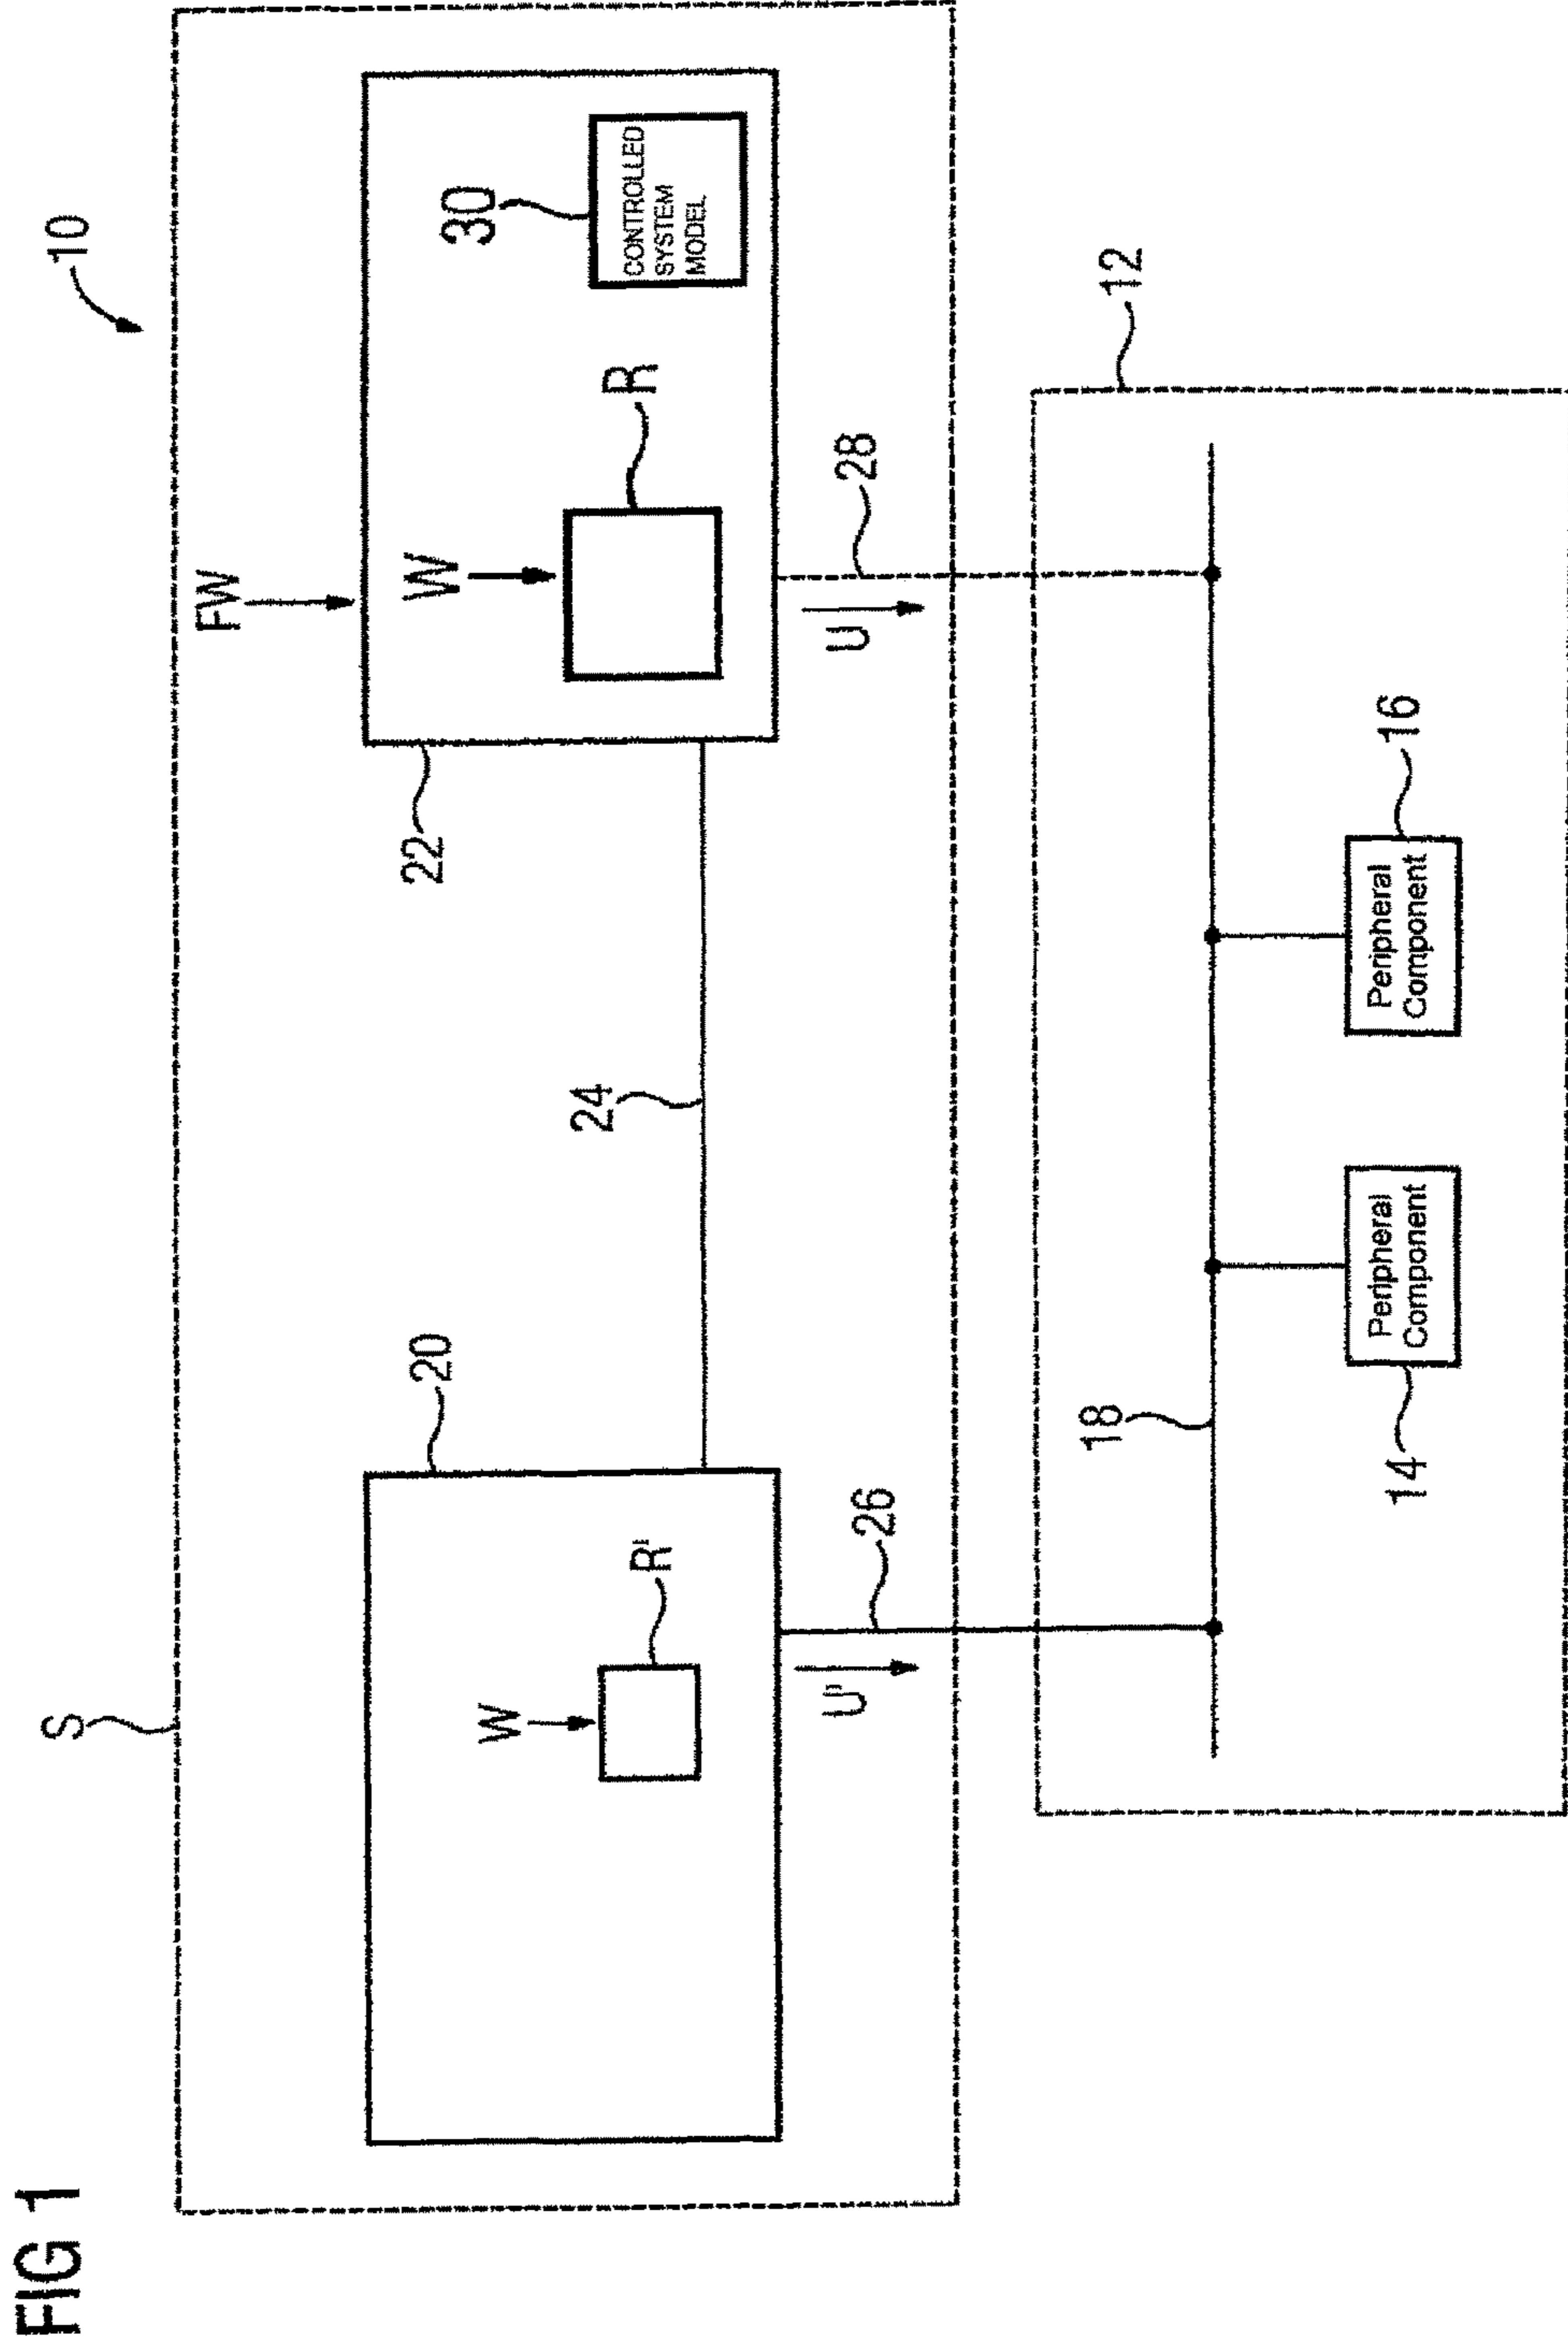 FIG 1
10
S
FW
20
22
30
W
R'
W
R
CONTROLLED
SYSTEM
MODEL
24
U'
26
U
28
12
18
14
Peripheral
Component
Peripheral
Component
16